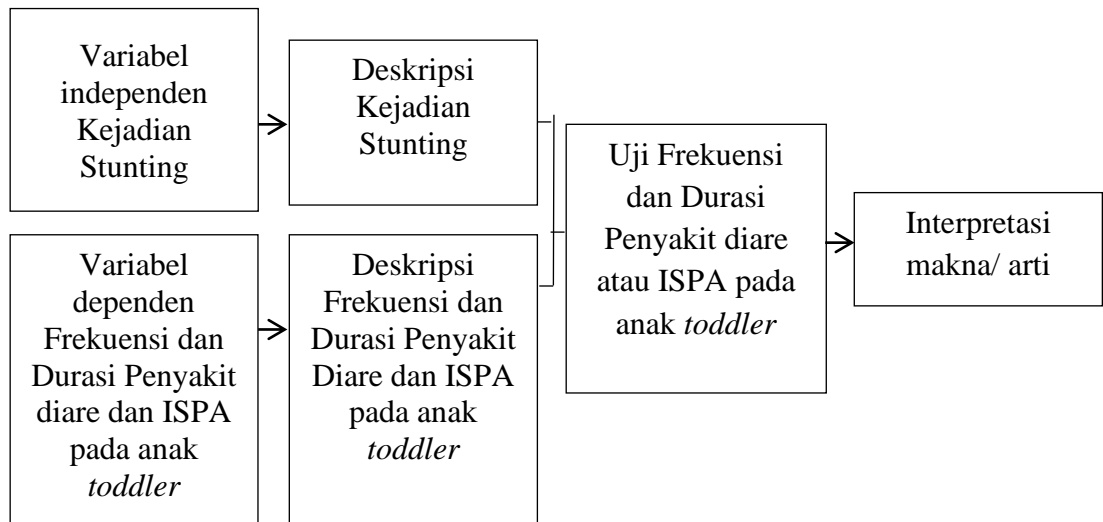 Variabel
independen
Kejadian
Stunting
Deskripsi
Kejadian
Stunting
Variabel
dependen
Frekuensi dan
Durasi Penyakit
diare dan ISPA
pada anak
toddler
Deskripsi
Frekuensi dan
Durasi Penyakit
Diare dan ISPA
pada anak
toddler
Uji Frekuensi
dan Durasi
Penyakit diare
atau ISPA pada
anak toddler
Interpretasi
makna/ arti